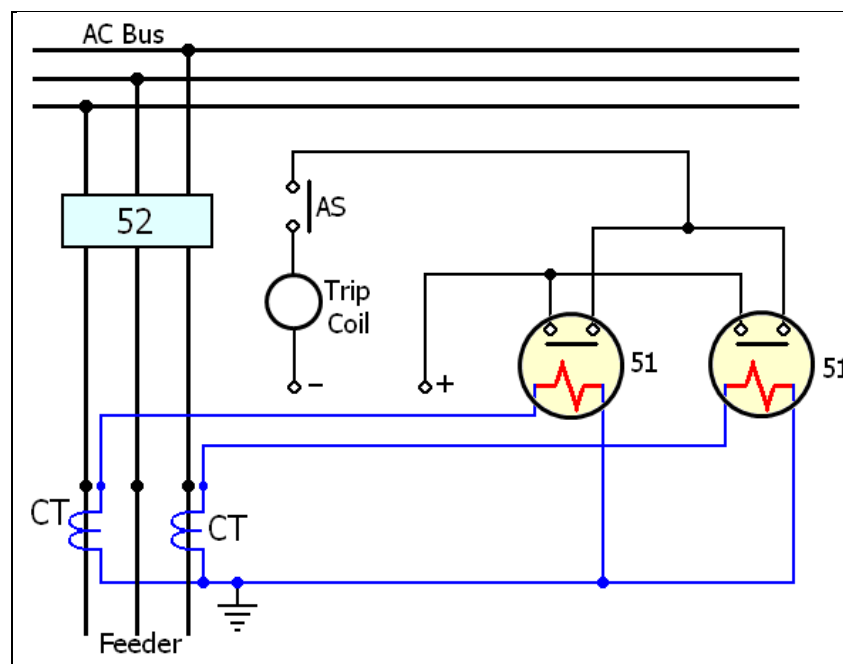 AC Bus
52
AS
Trip
Coil
-
+
51
51
CT
CT
Feeder